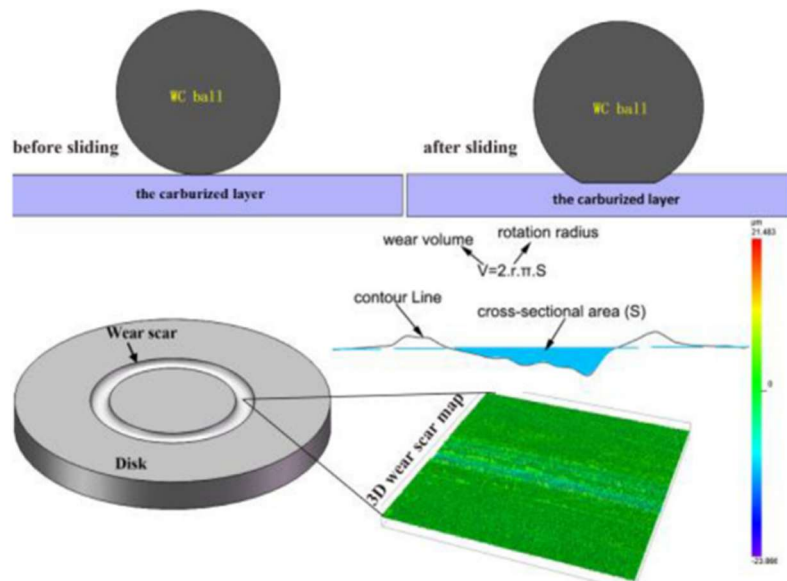 WC ball
WC ball
before sliding
after sliding
the carburized layer
the carburized layer
wear volume
rotation radius
V=2.r.π.S
contour Line
cross-sectional area (S)
μm
21.483
0
-23.866
Wear scar
Disk
3D wear scar map